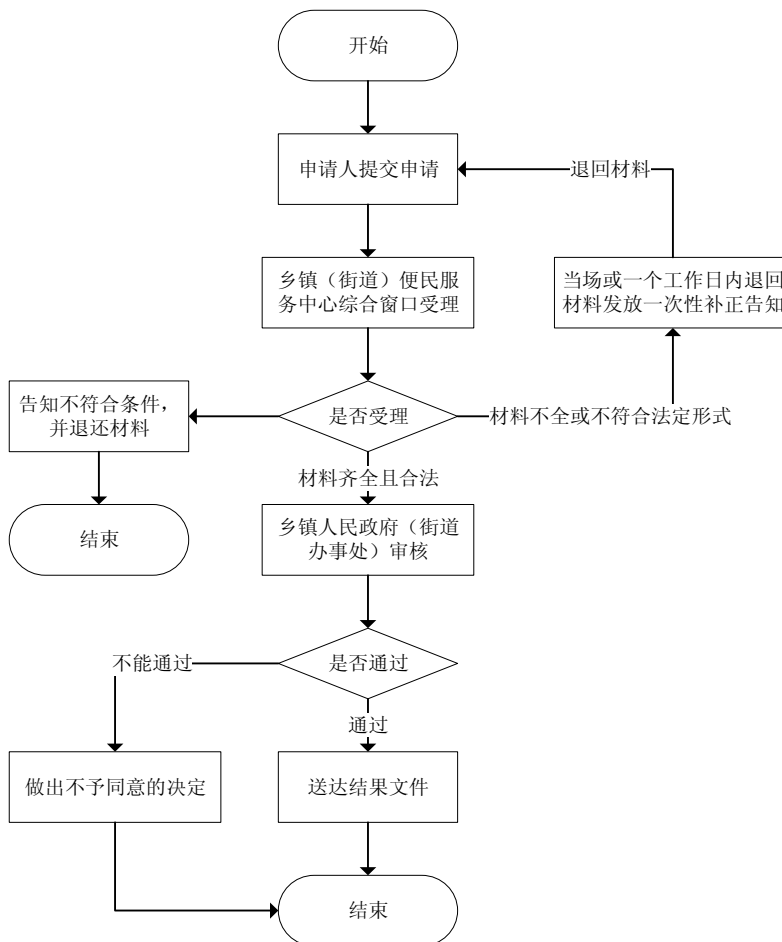 开始
申请人提交申请
退回材料
乡镇（街道）便民服
务中心综合窗口受理
当场或一个工作日内退回
材料发放一次性补正告知
告知不符合条件，
并退还材料
是否受理
材料不全或不符合法定形式
材料齐全且合法
结束
乡镇人民政府（街道
办事处）审核
不能通过
是否通过
通过
做出不予同意的决定
送达结果文件
结束